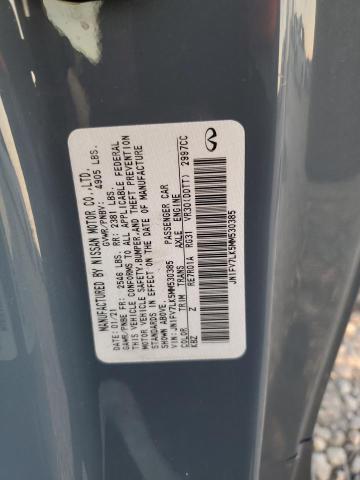 MANUFACTURED BY NISSAN MOTOR CO.,LTD.
GVWR/PNBV: 4905 LBS.
DATE: 01/21
GAWR/PNBE FR: 2546 LBS. RR: 2381 LBS.
THIS VEHICLE CONFORMS TO ALL APPLICABLE FEDERAL
MOTOR VEHICLE SAFETY,BUMPER,AND THEFT PREVENTION
STANDARDS IN EFFECT ON THE DATE OF MANUFACTURE
SHOWN ABOVE.
VIN: JN1FV7LK5MM530385 PASSENGER CAR
COLOR TRIM TRANS AXLE ENGINE
KBZ Z RE7R01A RG31 VR30(DDTT) 2997CC
JN1FV7LK5MM530385